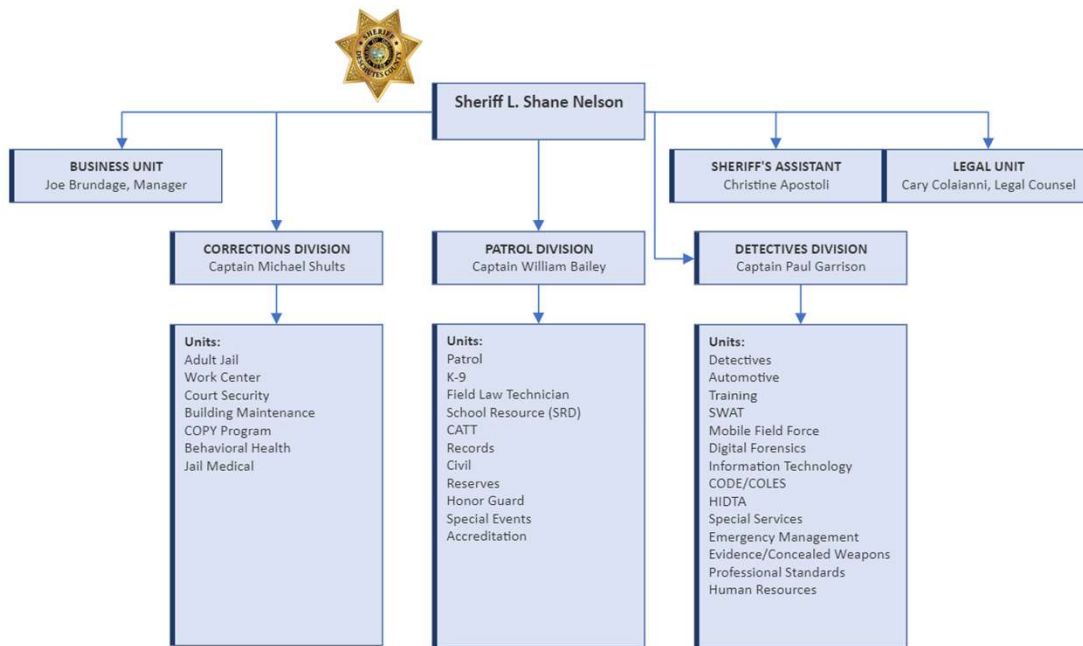 SHERIFF
DESCHUTES COUNTY
Sheriff L. Shane Nelson
BUSINESS UNIT
Joe Brundage, Manager
SHERIFF'S ASSISTANT
Christine Apostoli
LEGAL UNIT
Cary Colaianni, Legal Counsel
CORRECTIONS DIVISION
Captain Michael Shults
PATROL DIVISION
Captain William Bailey
DETECTIVES DIVISION
Captain Paul Garrison
Units:
Adult Jail
Work Center
Court Security
Building Maintenance
COPY Program
Behavioral Health
Jail Medical
Units:
Patrol
K-9
Field Law Technician
School Resource (SRD)
CATT
Records
Civil
Reserves
Honor Guard
Special Events
Accreditation
Units:
Detectives
Automotive
Training
SWAT
Mobile Field Force
Digital Forensics
Information Technology
CODE/COLES
HIDTA
Special Services
Emergency Management
Evidence/Concealed Weapons
Professional Standards
Human Resources